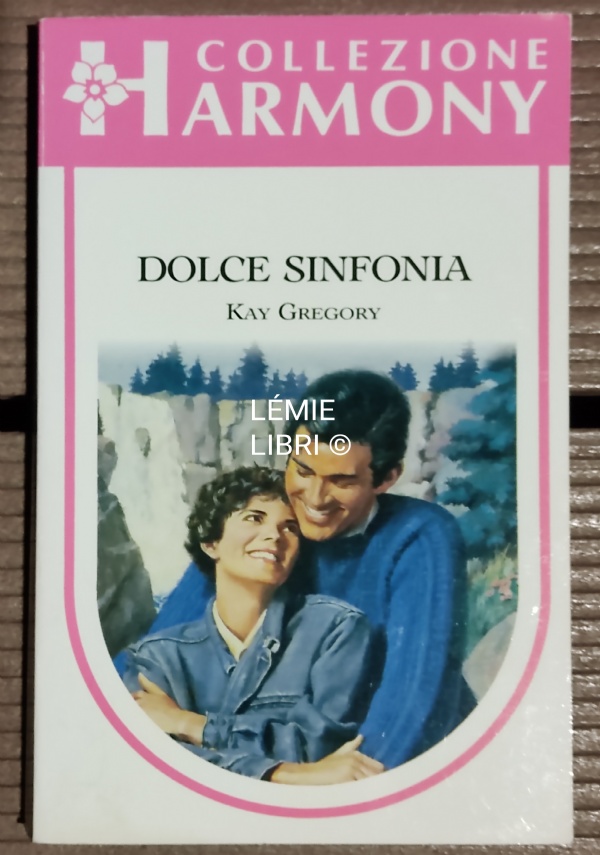 COLLEZIONE
HARMONY
DOLCE SINFONIA
KAY GREGORY
LÉMIE
LIBRI ©